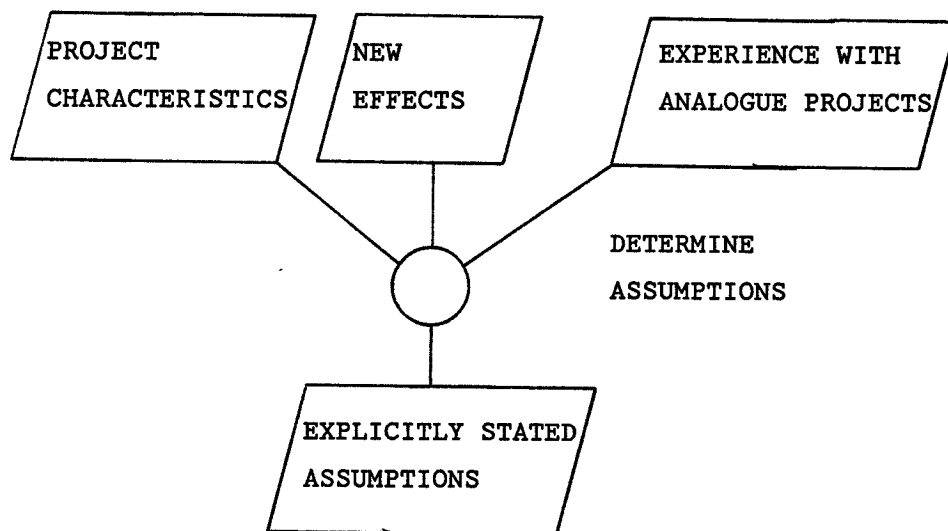 PROJECT
CHARACTERISTICS
NEW
EFFECTS
EXPERIENCE WITH
ANALOGUE PROJECTS
DETERMINE
ASSUMPTIONS
EXPLICITLY STATED
ASSUMPTIONS